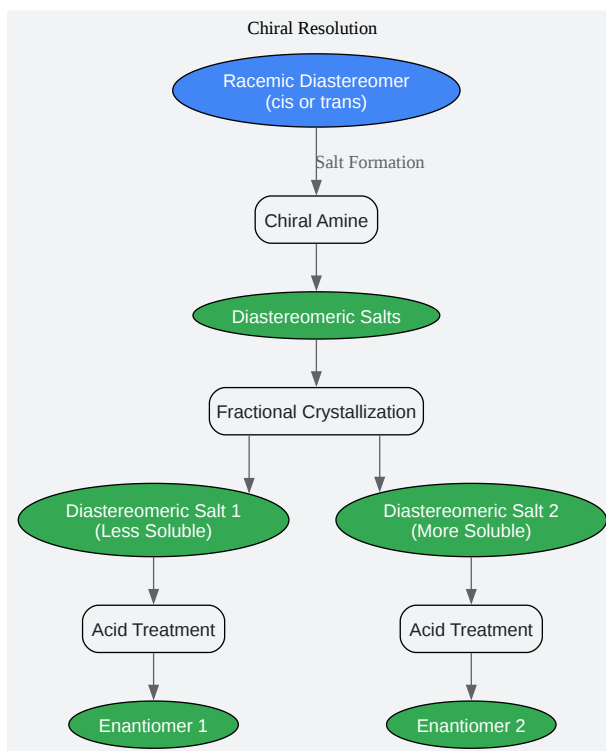 Chiral Resolution
Racemic Diastereomer
(cis or trans)
Salt Formation
Chiral Amine
Diastereomeric Salts
Fractional Crystallization
Diastereomeric Salt 1
(Less Soluble)
Diastereomeric Salt 2
(More Soluble)
Acid Treatment
Acid Treatment
Enantiomer 1
Enantiomer 2